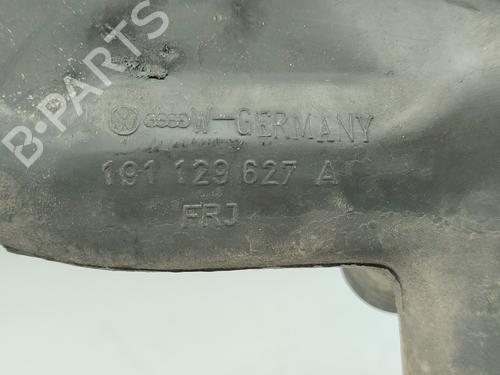 B-PARTS
W-GERMANY
191 129 627 A
FRJ